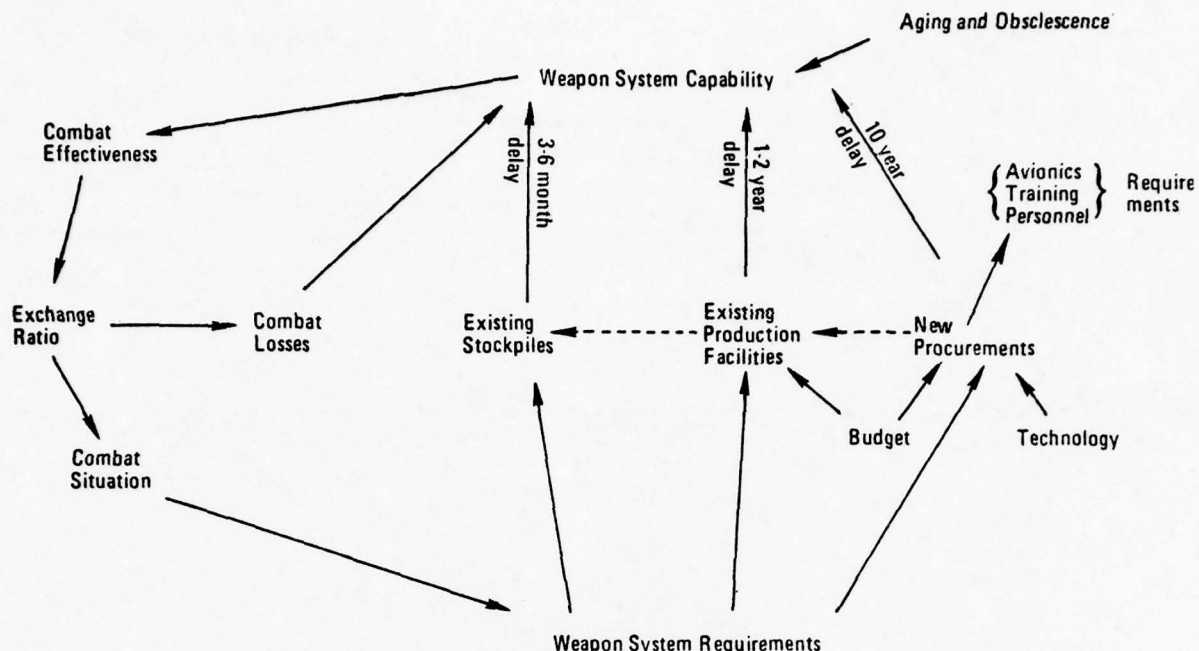 Aging and Obsclescence
Weapon System Capability
Combat
Effectiveness
3-6 month
delay
1-2 year
delay
10 year
delay
{ Avionics
Training
Personnel }
Require
ments
Exchange
Ratio
Combat
Losses
Existing
Stockpiles
Existing
Production
Facilities
New
Procurements
Budget
Technology
Combat
Situation
Weapon System Requirements